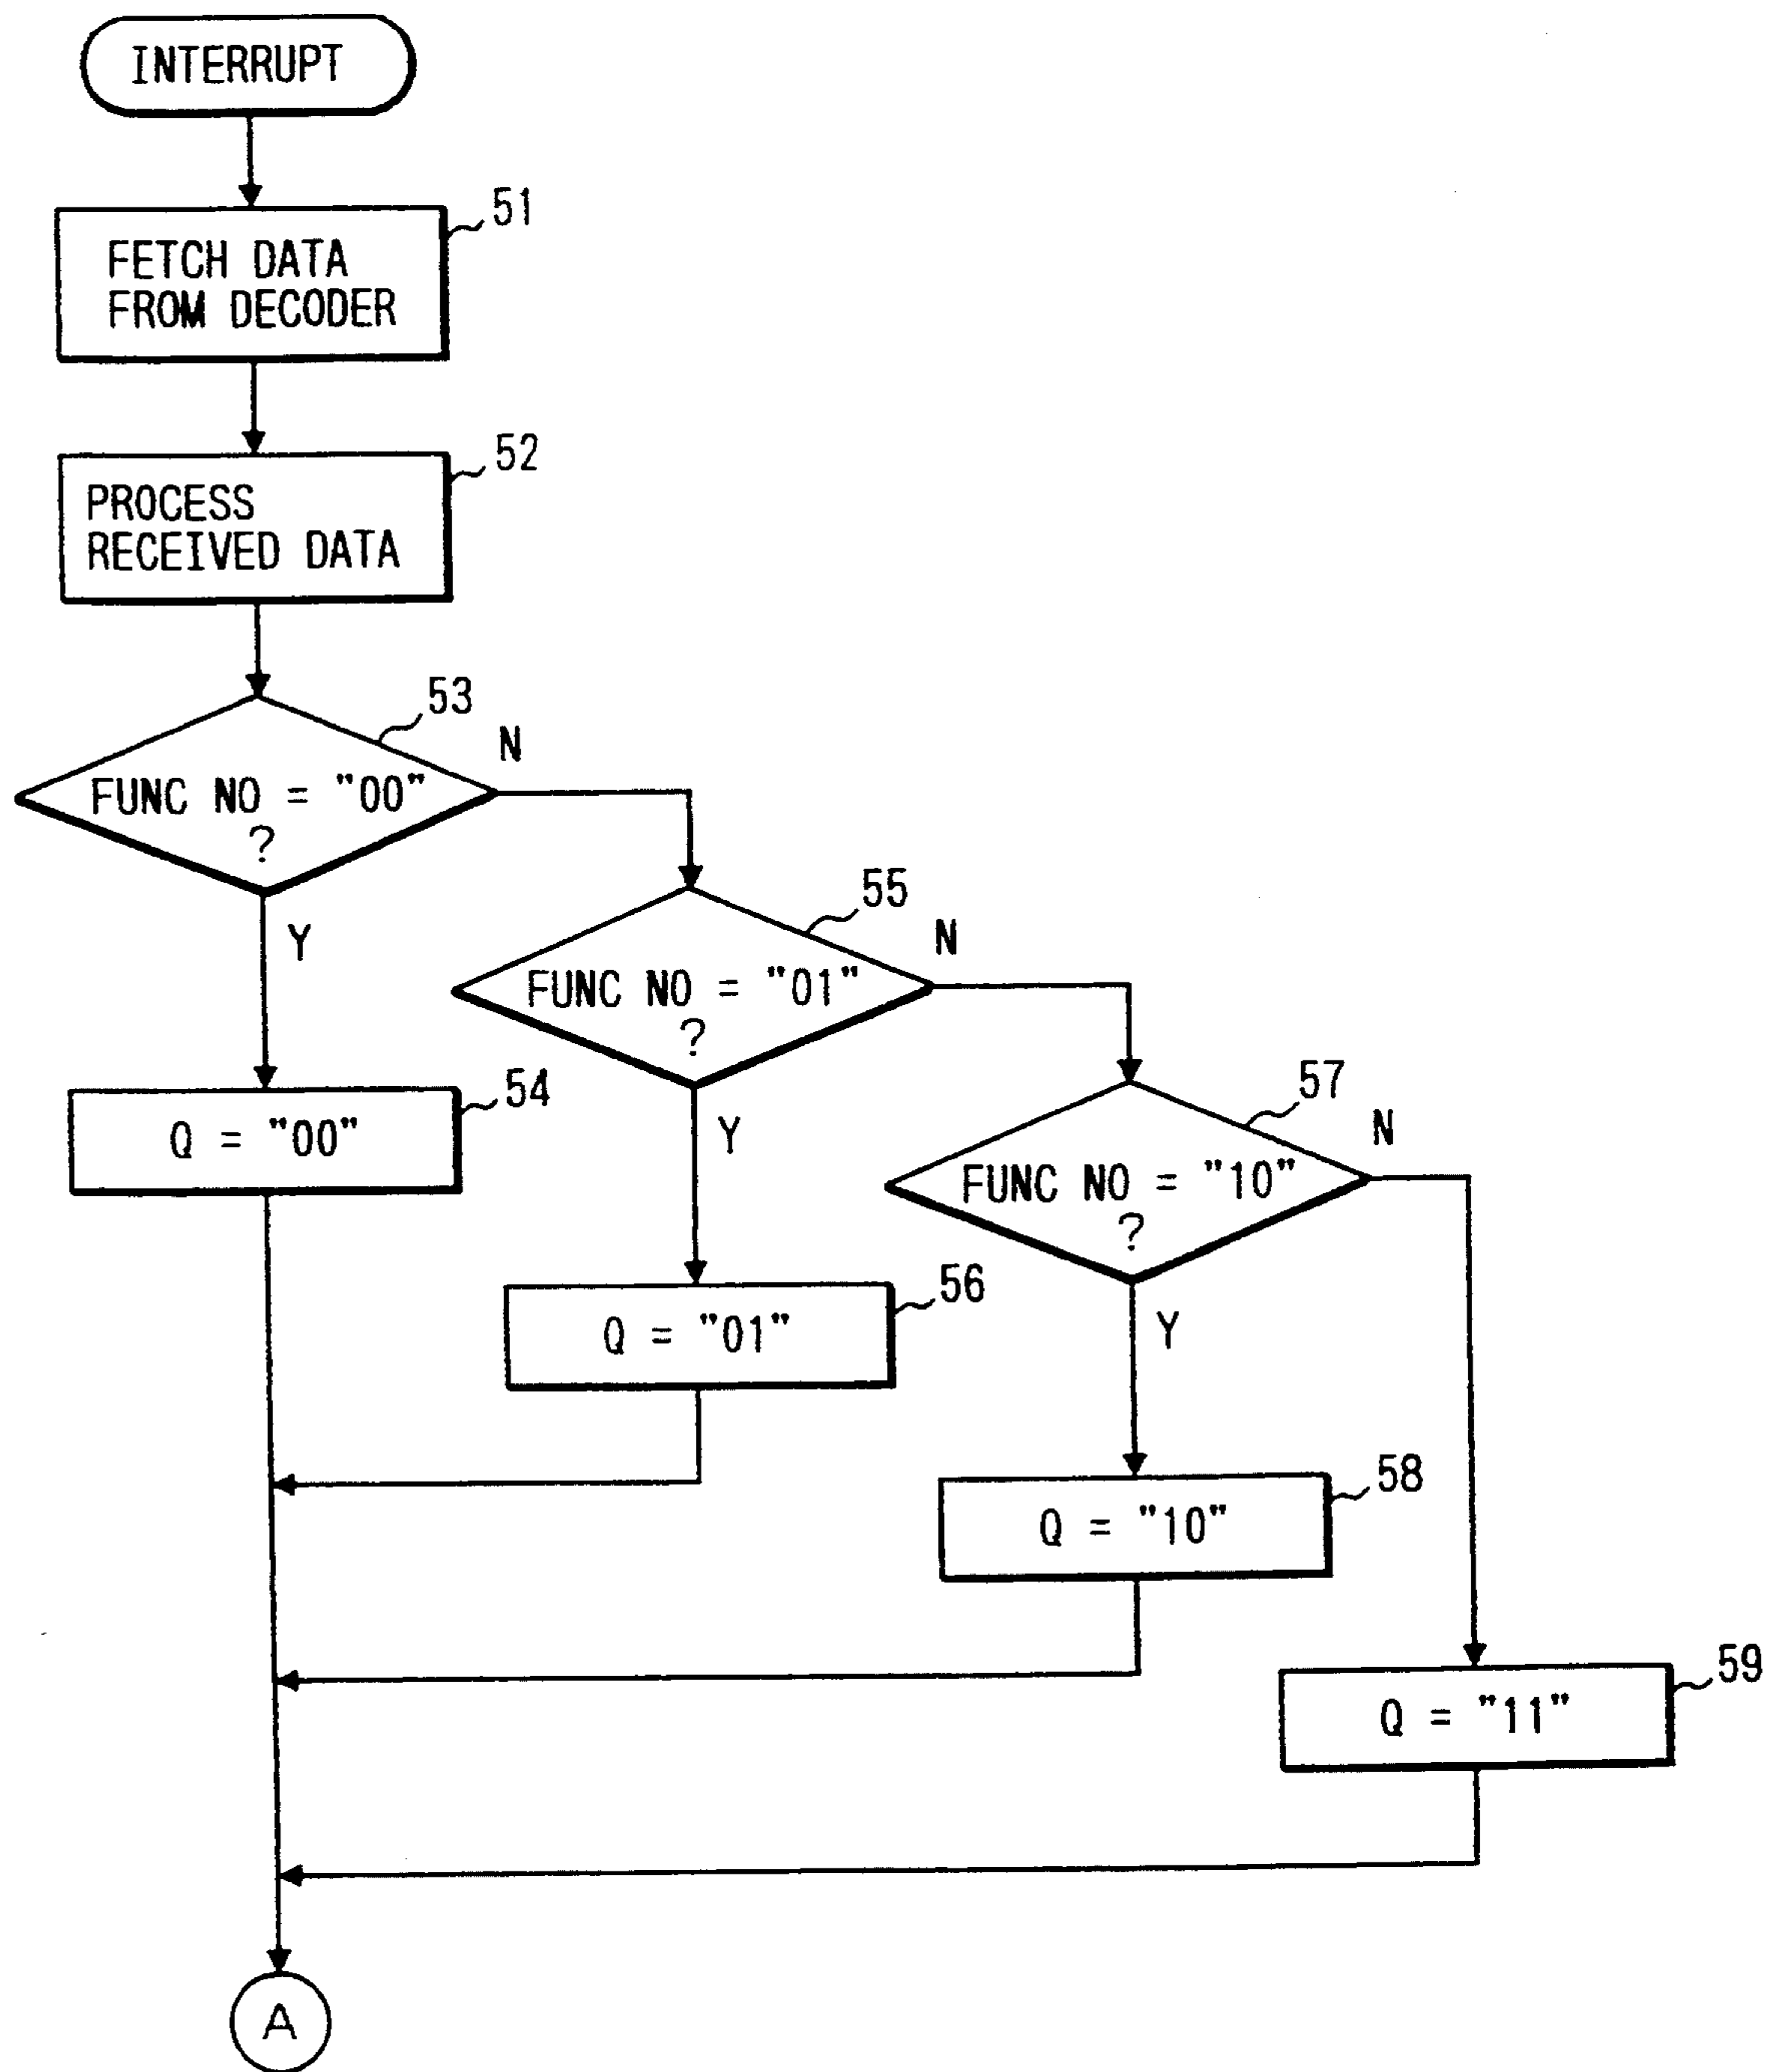 INTERRUPT
51
FETCH DATA
FROM DECODER
52
PROCESS
RECEIVED DATA
53
N
FUNC NO = "00"
?
Y
55
N
FUNC NO = "01"
?
Y
54
Q = "00"
57
N
FUNC NO = "10"
?
Y
56
Q = "01"
58
Q = "10"
59
Q = "11"
A